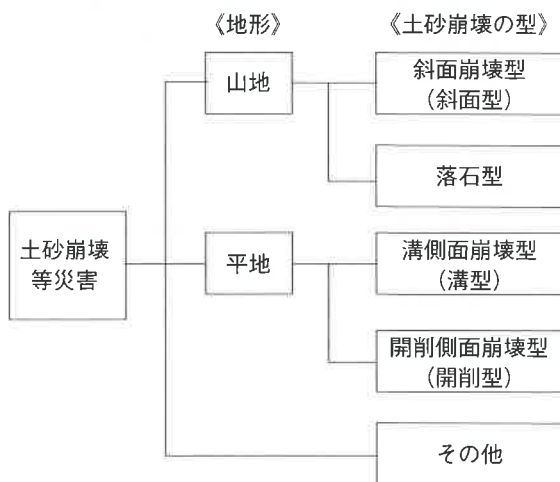 《地形》 《土砂崩壊の型》
山地
斜面崩壊型
(斜面型)
落石型
土砂崩壊
等災害
平地
溝側面崩壊型
(溝型)
開削側面崩壊型
(開削型)
その他